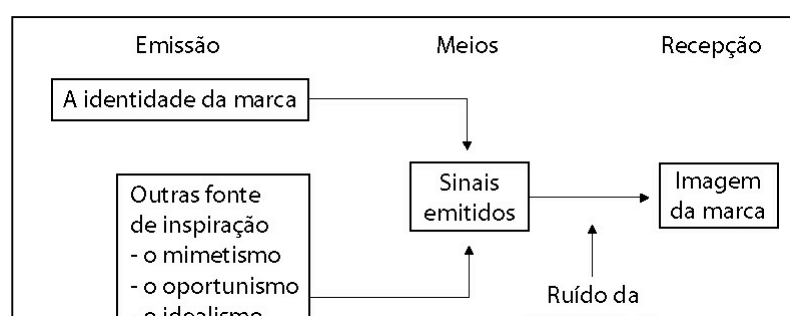 Emissão
Meios
Recepção
A identidade da marca
Outras fonte
de inspiração
- o mimetismo
- o oportunismo
- o idealismo
Sinais
emitidos
Imagem
da marca
Ruído da